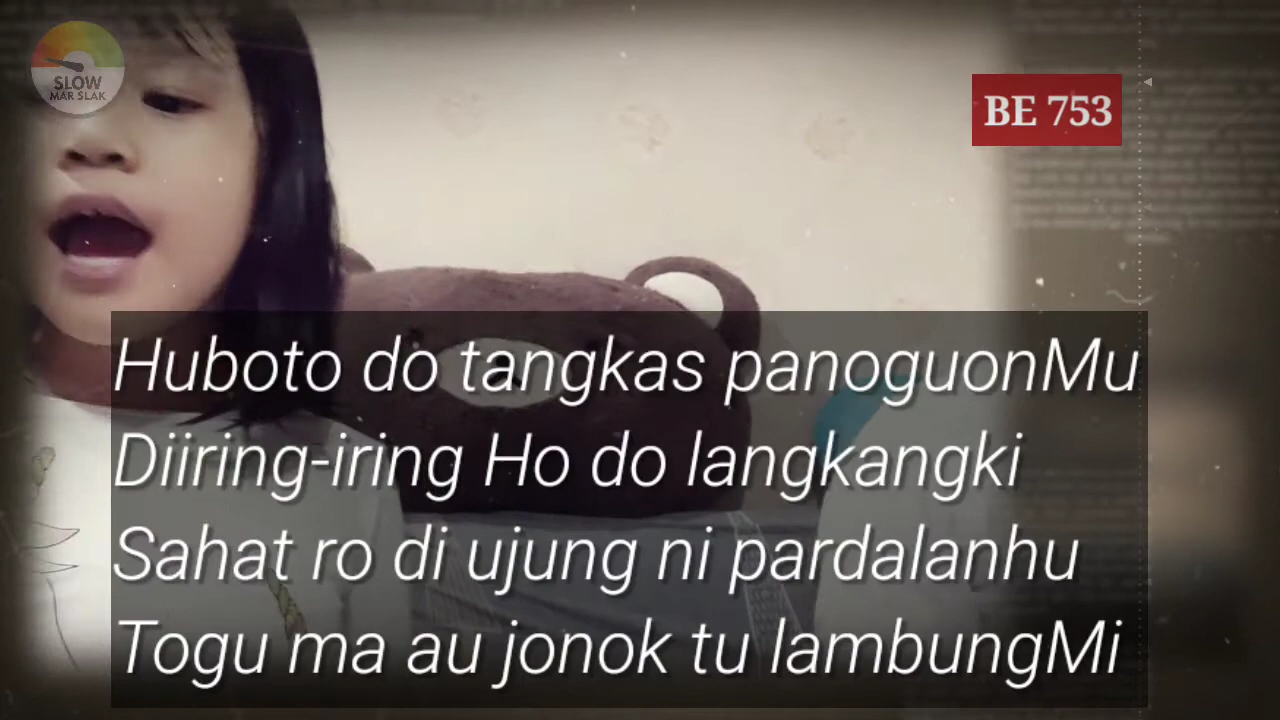 SLOW
MAR SLAK
BE 753
Huboto do tangkas panoguonMu
Diiring-iring Ho do langkangki
Sahat ro di ujung ni pardalanhu
Togu ma au jonok tu lambungMi